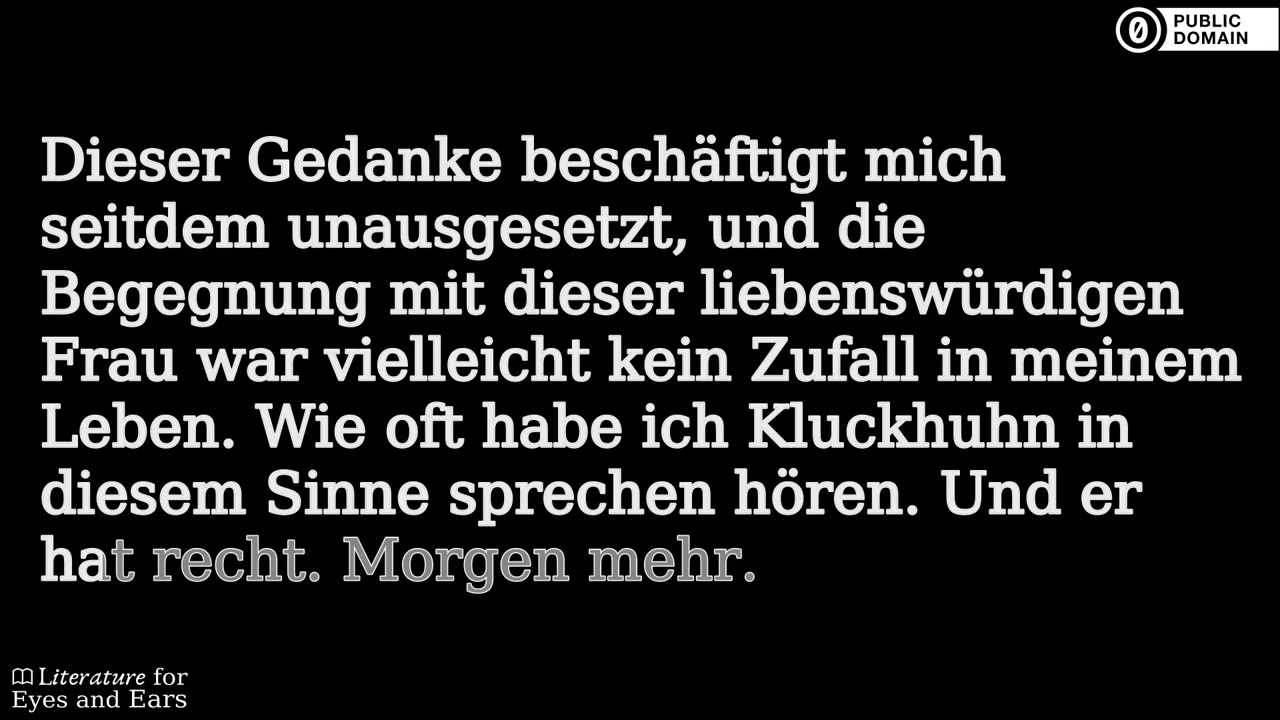 PUBLIC
DOMAIN
Dieser Gedanke beschäftigt mich
seitdem unausgesetzt, und die
Begegnung mit dieser liebenswürdigen
Frau war vielleicht kein Zufall in meinem
Leben. Wie oft habe ich Kluckhuhn in
diesem Sinne sprechen hören. Und er
hat recht. Morgen mehr.
Literature for
Eyes and Ears